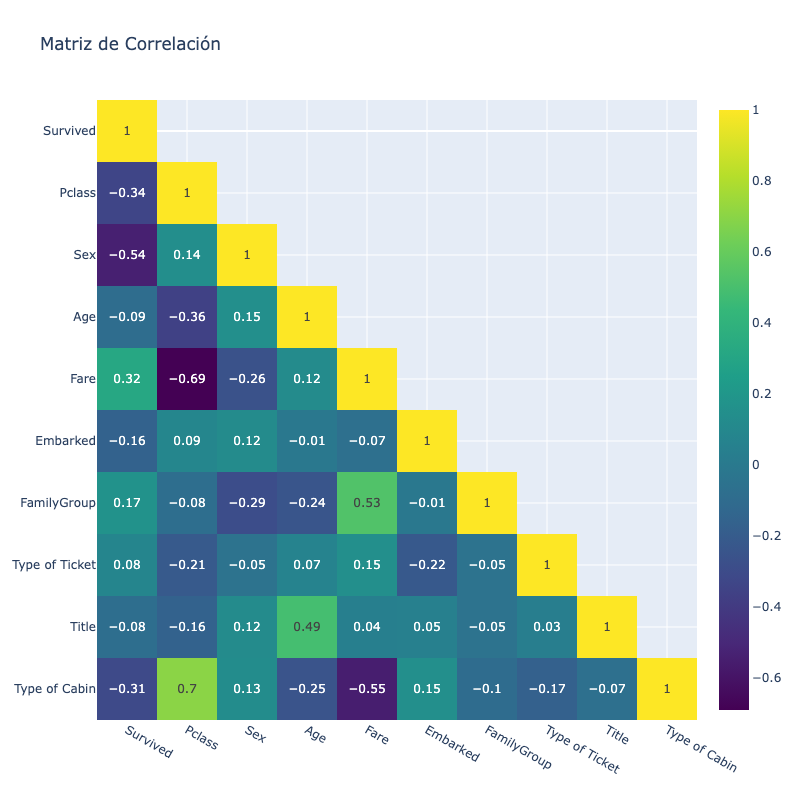 Matriz de Correlación
Survived 1
Pclass −0.34 1
Sex −0.54 0.14 1
Age −0.09 −0.36 0.15 1
Fare 0.32 −0.69 −0.26 0.12 1
Embarked −0.16 0.09 0.12 −0.01 −0.07 1
FamilyGroup 0.17 −0.08 −0.29 −0.24 0.53 −0.01 1
Type of Ticket 0.08 −0.21 −0.05 0.07 0.15 −0.22 −0.05 1
Title −0.08 −0.16 0.12 0.49 0.04 0.05 −0.05 0.03 1
Type of Cabin −0.31 0.7 0.13 −0.25 −0.55 0.15 −0.1 −0.17 −0.07 1
Survived Pclass Sex Age Fare Embarked FamilyGroup Type of Ticket Title Type of Cabin
1
0.8
0.6
0.4
0.2
0
−0.2
−0.4
−0.6